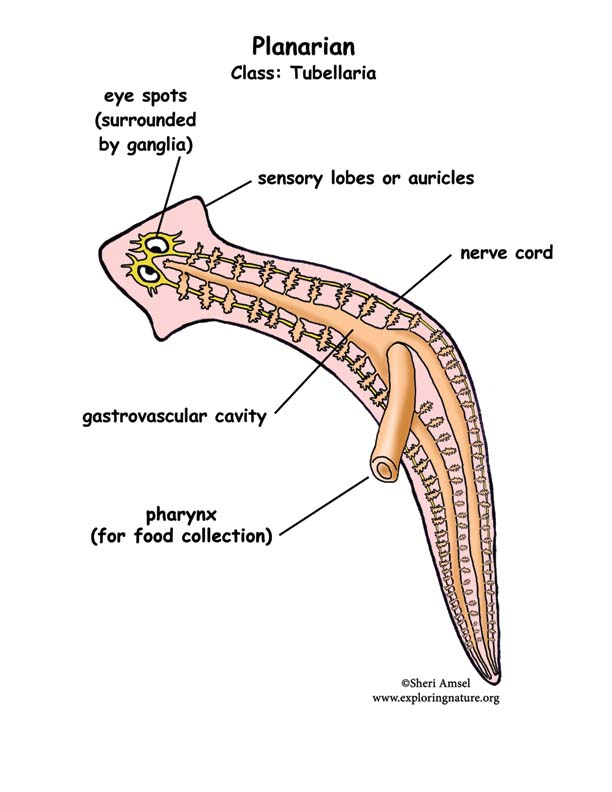 Planarian
Class: Tubellaria
eye spots
(surrounded
by ganglia)
sensory lobes or auricles
nerve cord
gastrovascular cavity
pharynx
(for food collection)
©Sheri Amsel
www.exploringnature.org